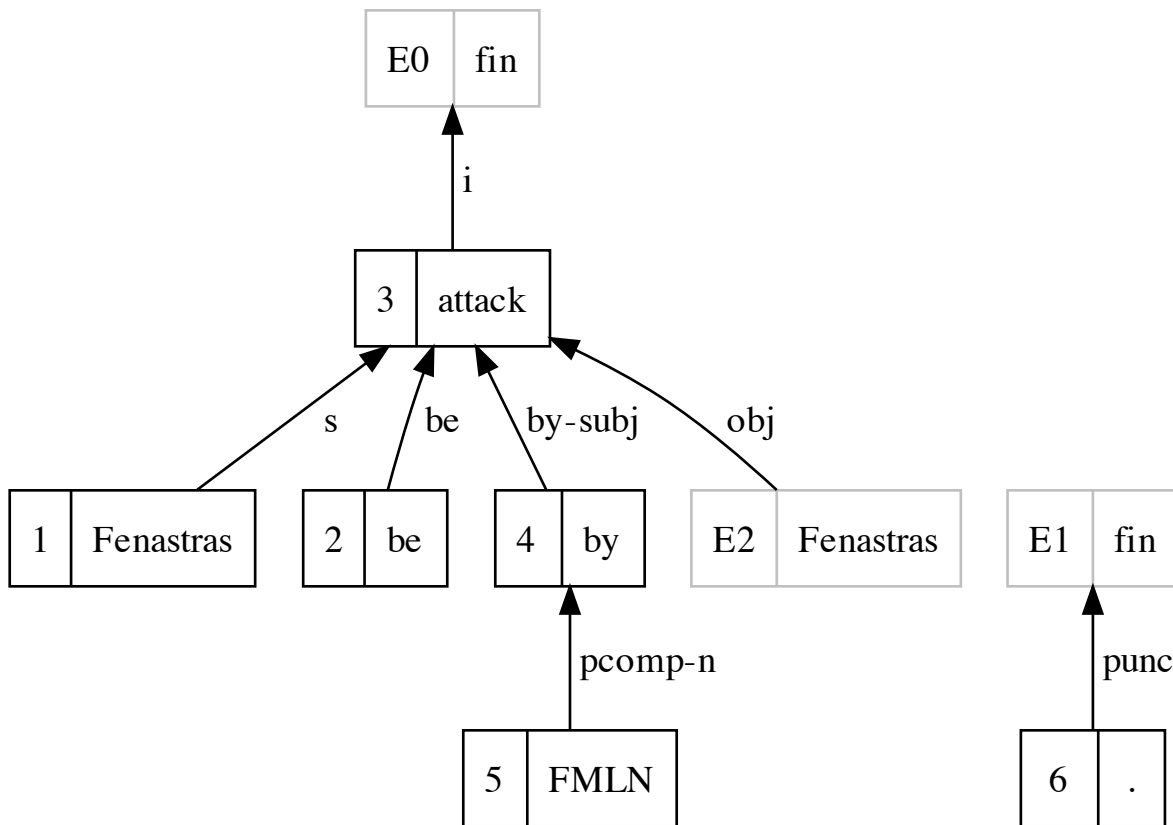 E0 fin
i
3 attack
s be by-subj obj
1 Fenastras 2 be 4 by E2 Fenastras E1 fin
pcomp-n punc
5 FMLN 6 .